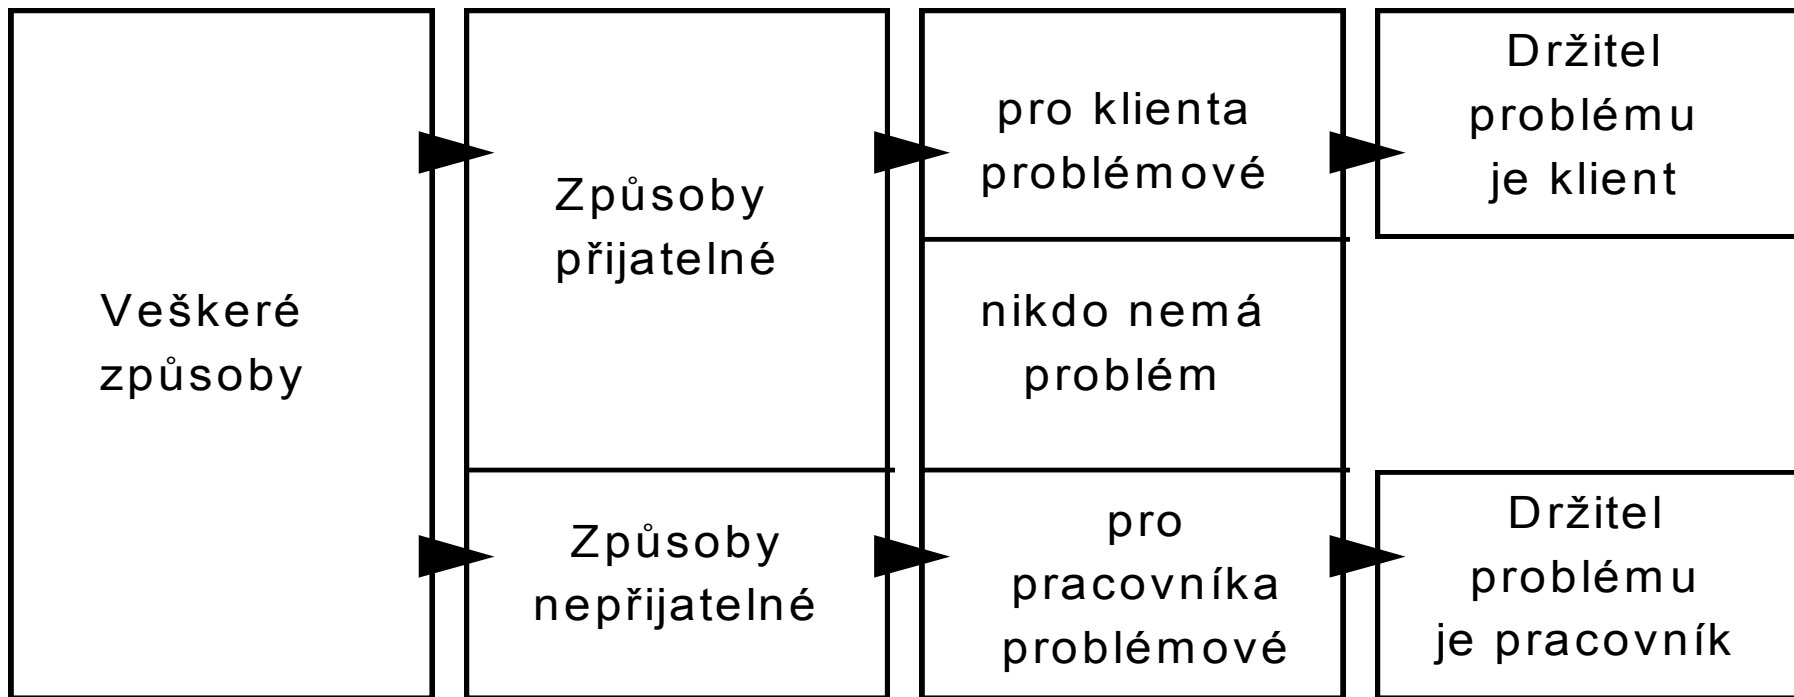 Veškeré
způsoby
Způsoby
přijatelné
Způsoby
nepřijatelné
pro klienta
problémové
nikdo nemá
problém
pro
pracovníka
problémové
Držitel
problému
je klient
Držitel
problému
je pracovník